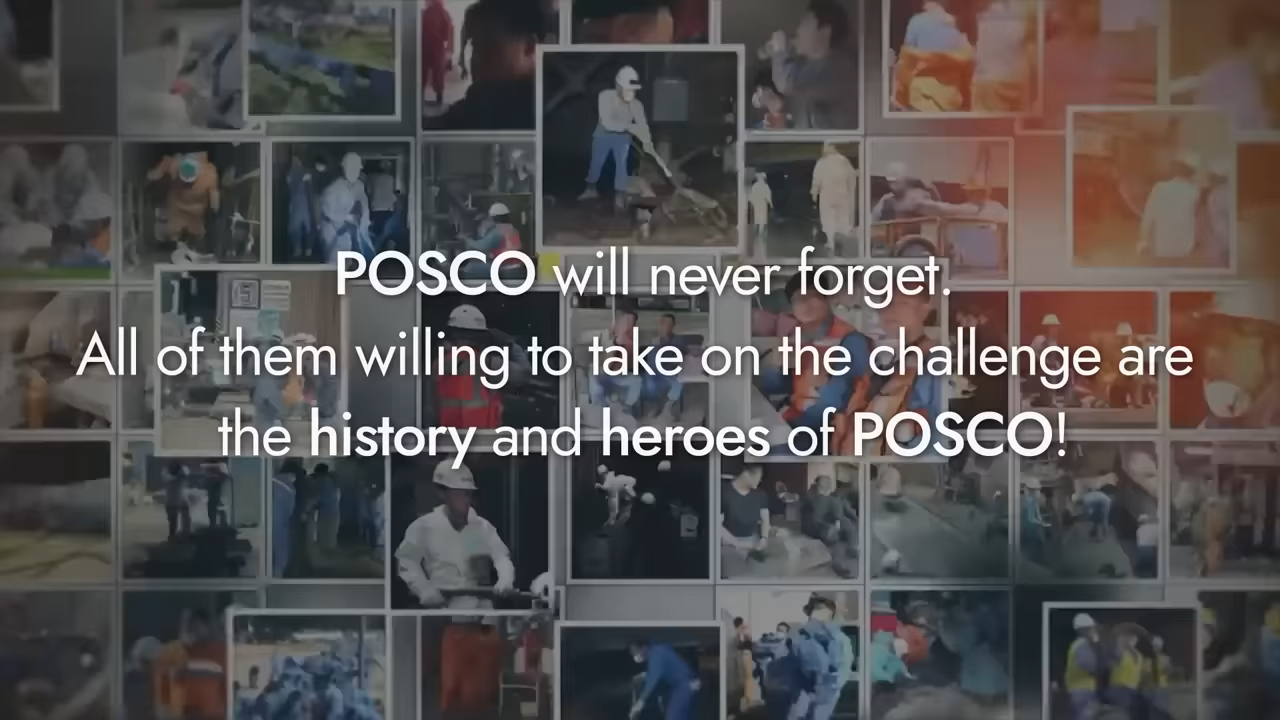 POSCO will never forget.
All of them willing to take on the challenge are
the history and heroes of POSCO!